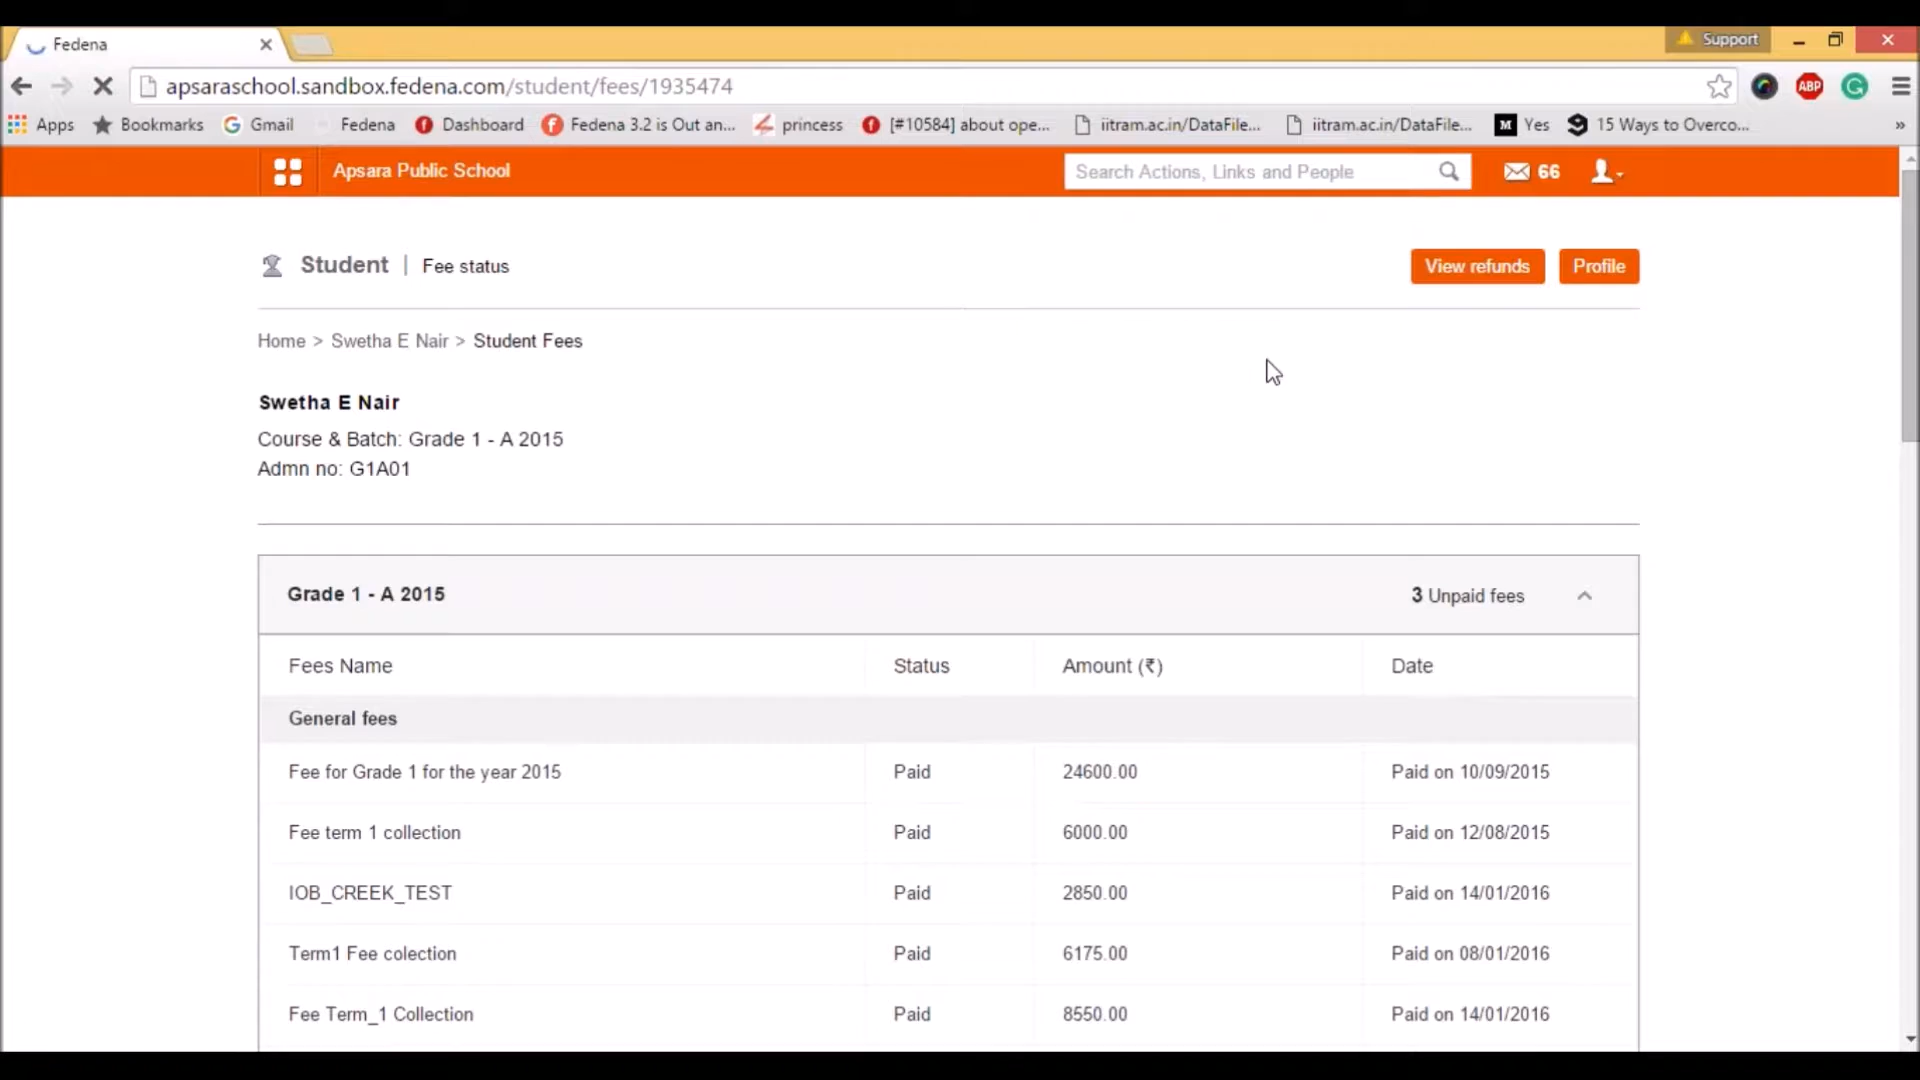 Fedena
Support
apsaraschool.sandbox.fedena.com/student/fees/1935474
ABP
Apps Bookmarks Gmail Fedena Dashboard Fedena 3.2 is Out an... princess [#10584] about ope... iitram.ac.in/DataFile... iitram.ac.in/DataFile... M Yes 15 Ways to Overco... »
Apsara Public School Search Actions, Links and People 66
Student | Fee status View refunds Profile
Home > Swetha E Nair > Student Fees
Swetha E Nair
Course & Batch: Grade 1 - A 2015
Admn no: G1A01
Grade 1 - A 2015 3 Unpaid fees
Fees Name Status Amount (₹) Date
General fees
Fee for Grade 1 for the year 2015 Paid 24600.00 Paid on 10/09/2015
Fee term 1 collection Paid 6000.00 Paid on 12/08/2015
IOB_CREEK_TEST Paid 2850.00 Paid on 14/01/2016
Term1 Fee colection Paid 6175.00 Paid on 08/01/2016
Fee Term_1 Collection Paid 8550.00 Paid on 14/01/2016